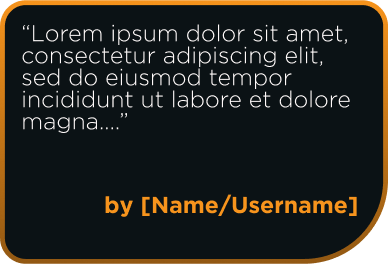 “Lorem ipsum dolor sit amet,
consectetur adipiscing elit,
sed do eiusmod tempor
incididunt ut labore et dolore
magna....”
by [Name/Username]